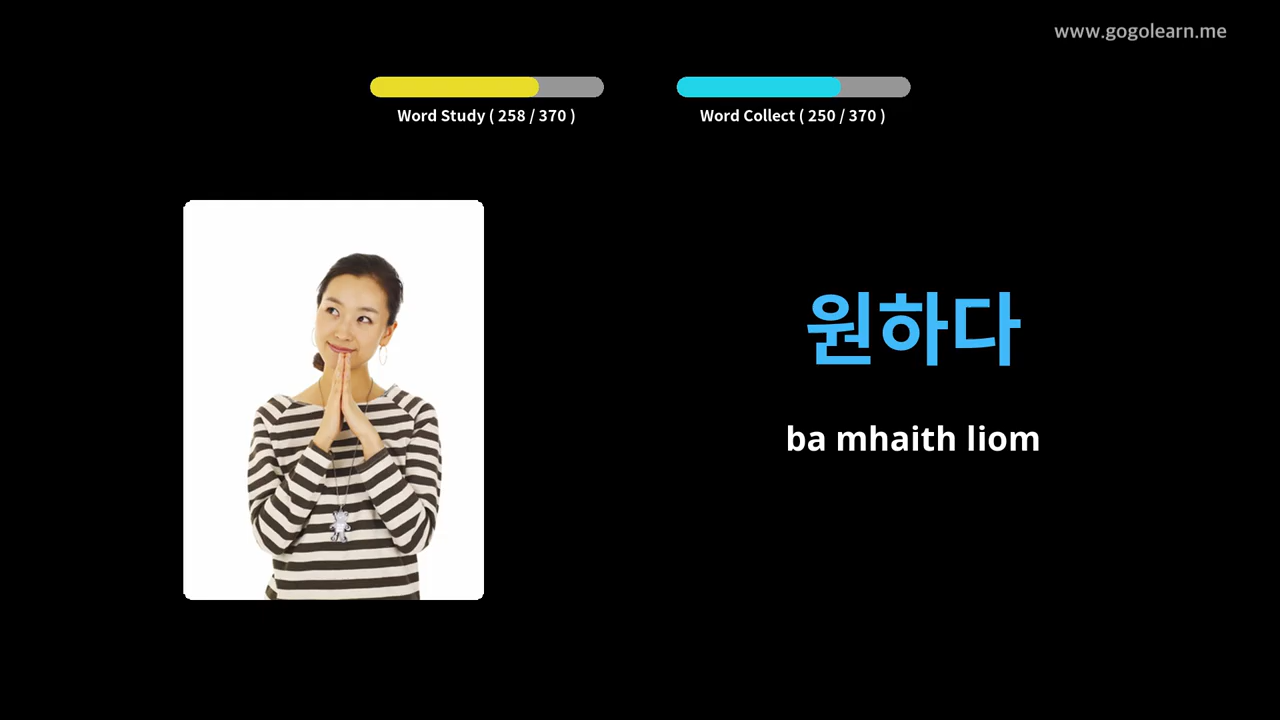 www.gogolearn.me
Word Study ( 258 / 370 )
Word Collect ( 250 / 370 )
원하다
ba mhaith liom